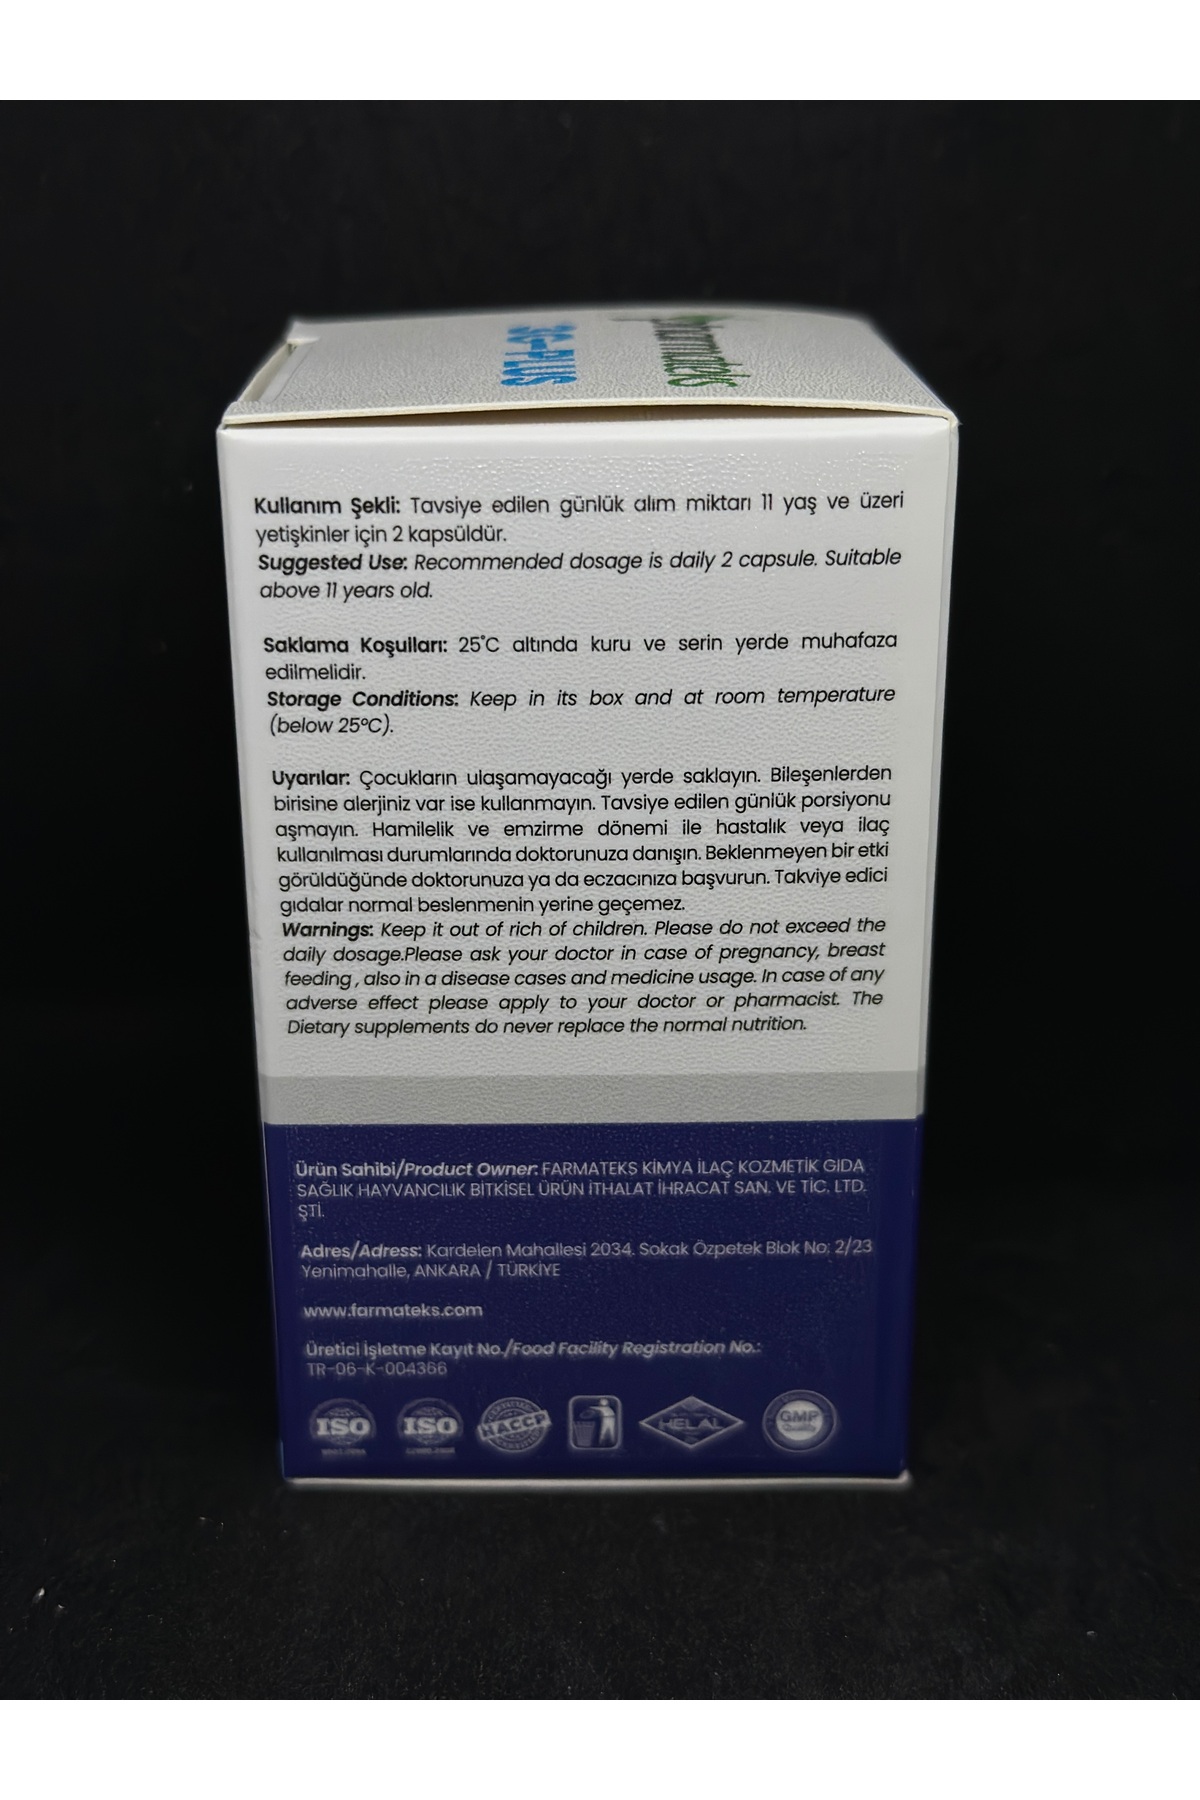 farmateks
Kullanım Şekli: Tavsiye edilen günlük alım miktarı 11 yaş ve üzeri
yetişkinler için 2 kapsüldür.
Suggested Use: Recommended dosage is daily 2 capsule. Suitable
above 11 years old.
Saklama Koşulları: 25°C altında kuru ve serin yerde muhafaza
edilmelidir.
Storage Conditions: Keep in its box and at room temperature
(below 25°C).
Uyarılar: Çocukların ulaşamayacağı yerde saklayın. Bileşenlerden
birisine alerjiniz var ise kullanmayın. Tavsiye edilen günlük porsiyonu
aşmayın. Hamilelik ve emzirme dönemi ile hastalık veya ilaç
kullanılması durumlarında doktorunuza danışın. Beklenmeyen bir etki
görüldüğünde doktorunuza ya da eczacınıza başvurun. Takviye edici
gıdalar normal beslenmenin yerine geçemez.
Warnings: Keep it out of rich of children. Please do not exceed the
daily dosage.Please ask your doctor in case of pregnancy, breast
feeding, also in a disease cases and medicine usage. In case of any
adverse effect please apply to your doctor or pharmacist. The
Dietary supplements do never replace the normal nutrition.
Ürün Sahibi/Product Owner: FARMATEKS KİMYA İLAÇ KOZMETİK GIDA
SAĞLIK HAYVANCILIK BİTKİSEL ÜRÜN İTHALAT İHRACAT SAN. VE TİC. LTD.
ŞTİ.
Adres/Adress: Kardelen Mahallesi 2034. Sokak Özpetek Blok No: 2/23
Yenimahalle, ANKARA / TÜRKİYE
www.farmateks.com
Üretici İşletme Kayıt No./Food Facility Registration No.:
TR-06-K-004366
ISO ISO HACCP HELAL GMP
Quality